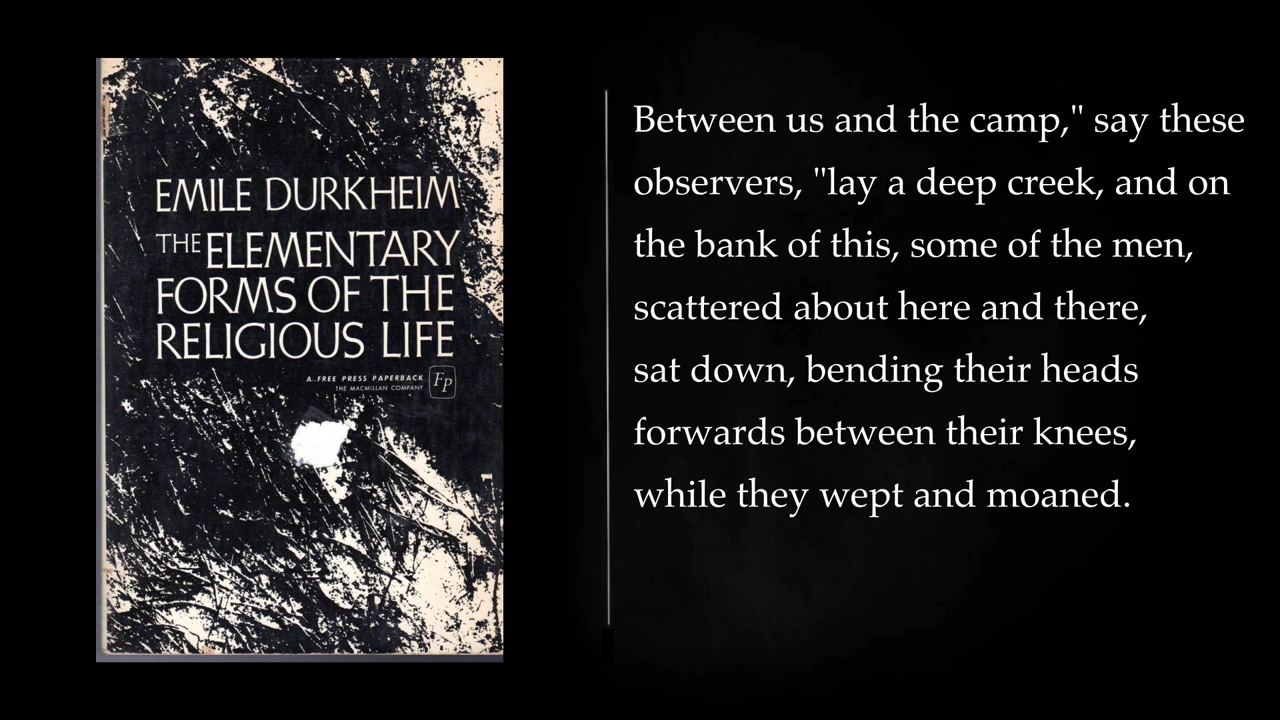 EMILE DURKHEIM
THE ELEMENTARY
FORMS OF THE
RELIGIOUS LIFE
A FREE PRESS PAPERBACK
THE MACMILLAN COMPANY
FP
Between us and the camp," say these
observers, "lay a deep creek, and on
the bank of this, some of the men,
scattered about here and there,
sat down, bending their heads
forwards between their knees,
while they wept and moaned.